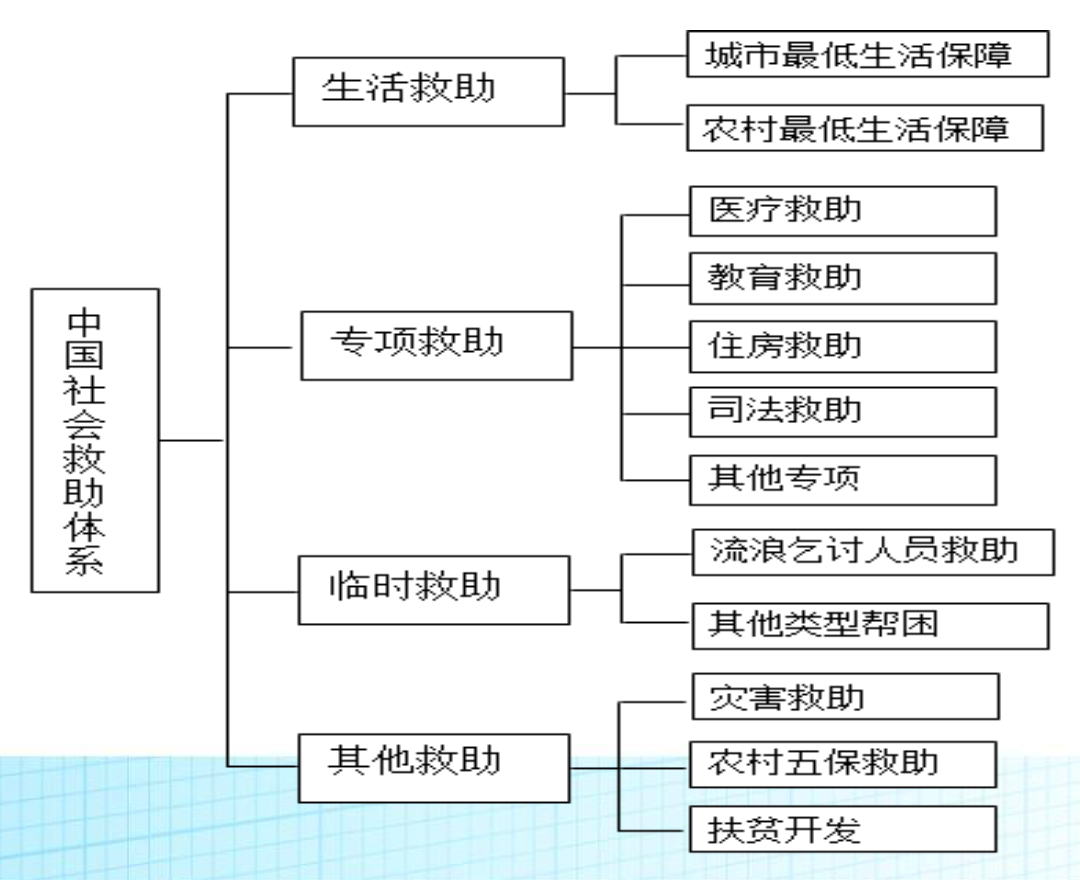 中国社会救助体系
生活救助
城市最低生活保障
农村最低生活保障
专项救助
医疗救助
教育救助
住房救助
司法救助
其他专项
临时救助
流浪乞讨人员救助
其他类型帮困
其他救助
灾害救助
农村五保救助
扶贫开发